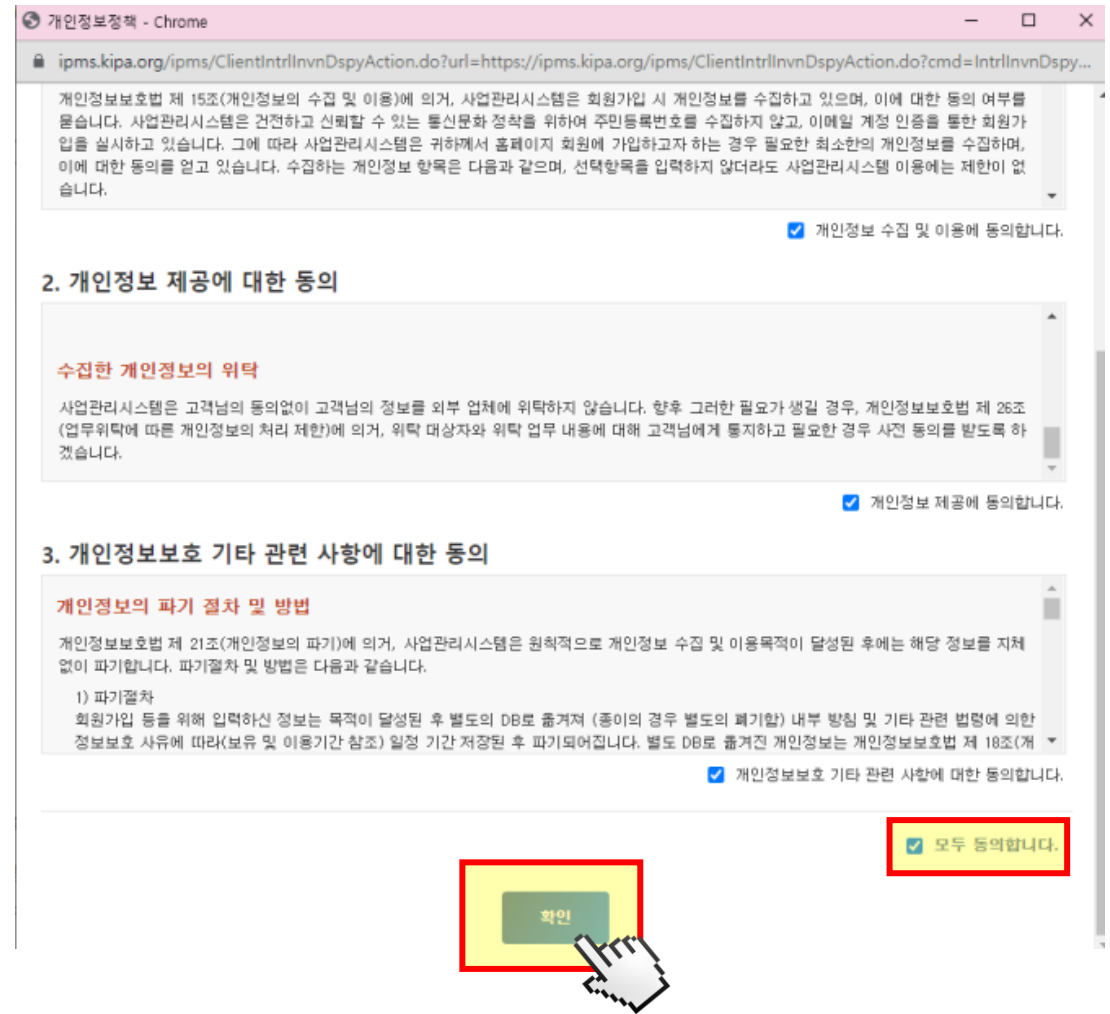 개인정보정책 - Chrome
ipms.kipa.org/ipms/ClientIntrlInvnDspyAction.do?url=https://ipms.kipa.org/ipms/ClientIntrlInvnDspyAction.do?cmd=IntrlInvnDspy...
개인정보보호법 제 15조(개인정보의 수집 및 이용)에 의거, 사업관리시스템은 회원가입 시 개인정보를 수집하고 있으며, 이에 대한 동의 여부를
묻습니다. 사업관리시스템은 건전하고 신뢰할 수 있는 통신문화 정착을 위하여 주민등록번호를 수집하지 않고, 이메일 계정 인증을 통한 회원가
입을 실시하고 있습니다. 그에 따라 사업관리시스템은 귀하께서 홈페이지 회원에 가입하고자 하는 경우 필요한 최소한의 개인정보를 수집하며,
이에 대한 동의를 얻고 있습니다. 수집하는 개인정보 항목은 다음과 같으며, 선택항목을 입력하지 않더라도 사업관리시스템 이용에는 제한이 없
습니다.
개인정보 수집 및 이용에 동의합니다.
2. 개인정보 제공에 대한 동의
수집한 개인정보의 위탁
사업관리시스템은 고객님의 동의없이 고객님의 정보를 외부 업체에 위탁하지 않습니다. 향후 그러한 필요가 생길 경우, 개인정보보호법 제 26조
(업무위탁에 따른 개인정보의 처리 제한)에 의거, 위탁 대상자와 위탁 업무 내용에 대해 고객님에게 통지하고 필요한 경우 사전 동의를 받도록 하
겠습니다.
개인정보 제공에 동의합니다.
3. 개인정보보호 기타 관련 사항에 대한 동의
개인정보의 파기 절차 및 방법
개인정보보호법 제 21조(개인정보의 파기)에 의거, 사업관리시스템은 원칙적으로 개인정보 수집 및 이용목적이 달성된 후에는 해당 정보를 지체
없이 파기합니다. 파기절차 및 방법은 다음과 같습니다.
1) 파기절차
회원가입 등을 위해 입력하신 정보는 목적이 달성된 후 별도의 DB로 옮겨져 (종이의 경우 별도의 폐기함) 내부 방침 및 기타 관련 법령에 의한
정보보호 사유에 따라(보유 및 이용기간 참조) 일정 기간 저장된 후 파기되어집니다. 별도 DB로 옮겨진 개인정보는 개인정보보호법 제 18조(개
개인정보보호 기타 관련 사항에 대한 동의합니다.
모두 동의합니다.
확인